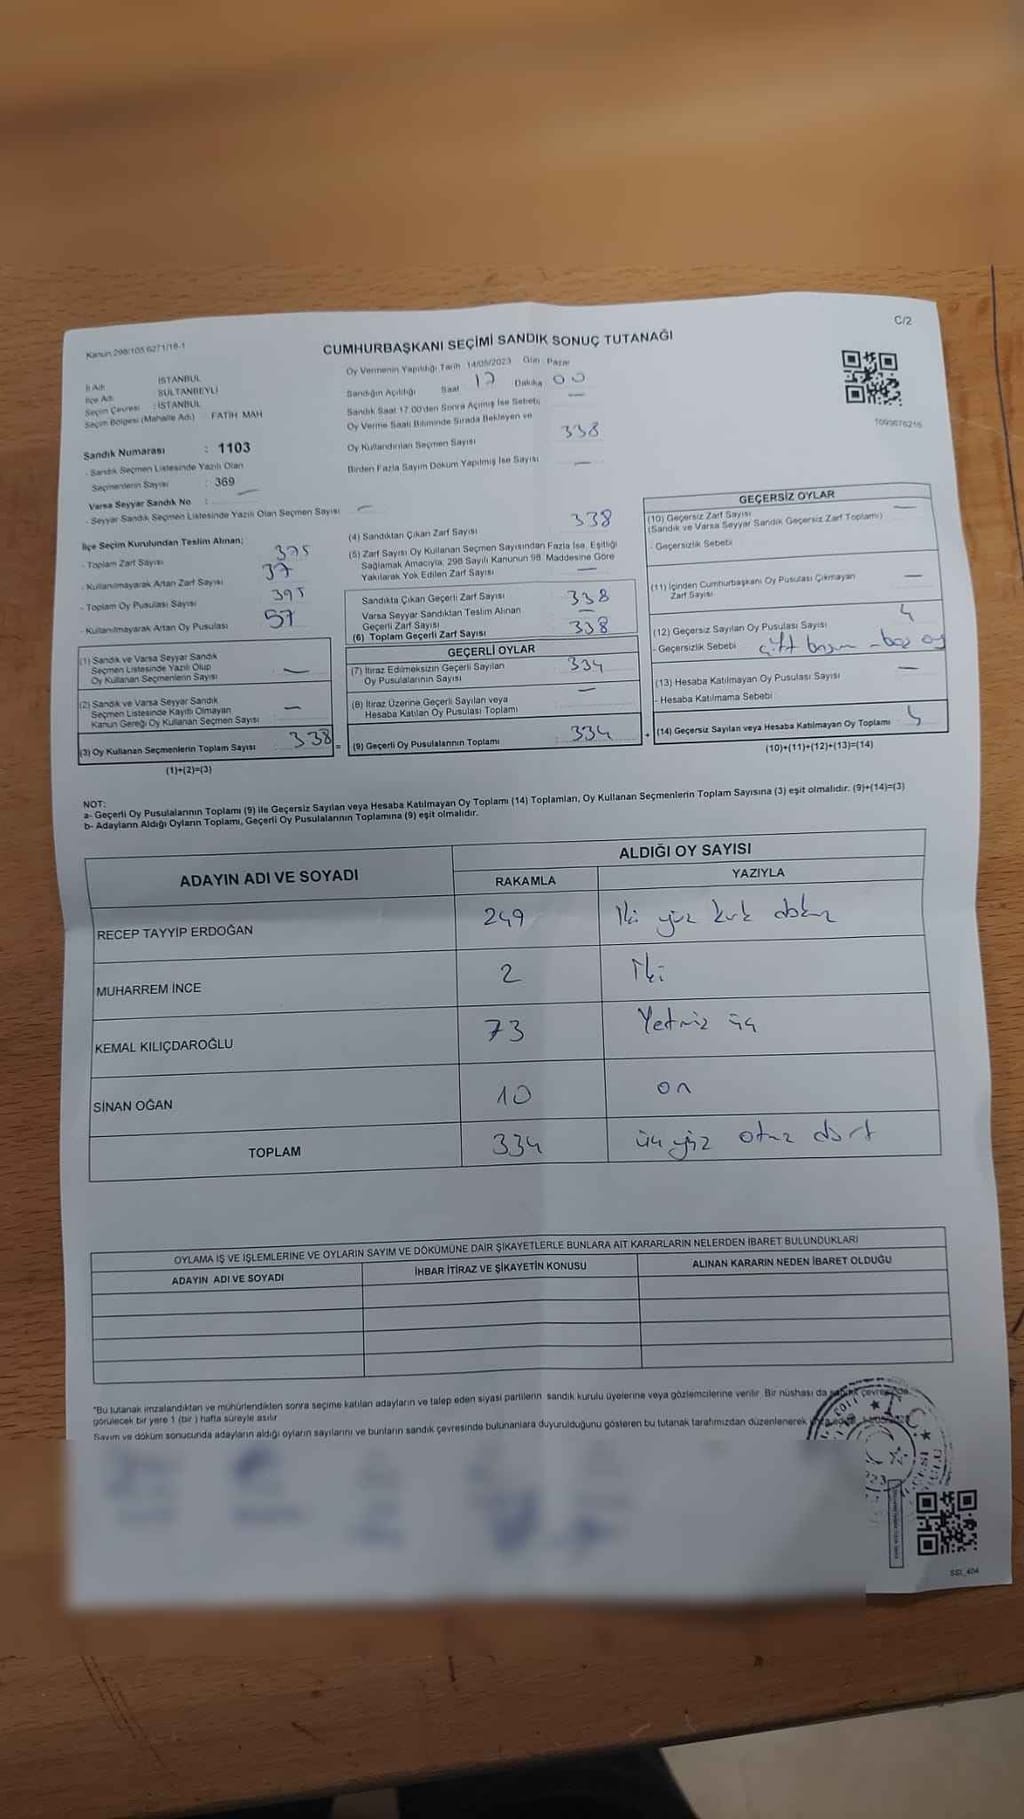 C/2
Kanun 298/105 6271/18-1
CUMHURBAŞKANI SEÇİMİ SANDIK SONUÇ TUTANAĞI
İl Adı : İSTANBUL
İlçe Adı : SULTANBEYLİ
Seçim Çevresi : İSTANBUL
Seçim Bölgesi (Mahalle Adı) : FATİH MAH
Sandık Numarası : 1103
- Sandık Seçmen Listesinde Yazılı Olan
Seçmenlerin Sayısı : 369
Varsa Seyyar Sandık No :
- Seyyar Sandık Seçmen Listesinde Yazılı Olan Seçmen Sayısı : —
Oy Vermenin Yapıldığı Tarih 14/05/2023 Gün Pazar
Sandığın Açıldığı Saat 17 Dakika 00
Sandık Saat 17.00'den Sonra Açılmış İse Sebebi —
Oy Verme Saati Bitiminde Sırada Bekleyen ve
Oy Kullandırılan Seçmen Sayısı 338
Birden Fazla Sayım Döküm Yapılmış İse Sayısı —
İlçe Seçim Kurulundan Teslim Alınan;
- Toplam Zarf Sayısı 375
- Kullanılmayarak Artan Zarf Sayısı 37
- Toplam Oy Pusulası Sayısı 395
- Kullanılmayarak Artan Oy Pusulası 57
(1) Sandık ve Varsa Seyyar Sandık
Seçmen Listesinde Yazılı Olup
Oy Kullanan Seçmenlerin Sayısı —
(2) Sandık ve Varsa Seyyar Sandık
Seçmen Listesinde Kayıtlı Olmayan
Kanun Gereği Oy Kullanan Seçmen Sayısı —
(3) Oy Kullanan Seçmenlerin Toplam Sayısı 338 =
(1)+(2)=(3)
(4) Sandıktan Çıkan Zarf Sayısı 338
(5) Zarf Sayısı Oy Kullanan Seçmen Sayısından Fazla İse, Eşitliği
Sağlamak Amacıyla, 298 Sayılı Kanunun 98. Maddesine Göre
Yakılarak Yok Edilen Zarf Sayısı —
Sandıkta Çıkan Geçerli Zarf Sayısı 338
Varsa Seyyar Sandıktan Teslim Alınan
Geçerli Zarf Sayısı —
(6) Toplam Geçerli Zarf Sayısı 338
GEÇERLİ OYLAR
(7) İtiraz Edilmeksizin Geçerli Sayılan
Oy Pusulalarının Sayısı 334
(8) İtiraz Üzerine Geçerli Sayılan veya
Hesaba Katılan Oy Pusulası Toplamı —
(9) Geçerli Oy Pusulalarının Toplamı 334 +
GEÇERSİZ OYLAR
(10) Geçersiz Zarf Sayısı —
(Sandık ve Varsa Seyyar Sandık Geçersiz Zarf Toplamı)
- Geçersizlik Sebebi
(11) İçinden Cumhurbaşkanı Oy Pusulası Çıkmayan
Zarf Sayısı —
(12) Geçersiz Sayılan Oy Pusulası Sayısı 4
- Geçersizlik Sebebi çift basım - boş oy
(13) Hesaba Katılmayan Oy Pusulası Sayısı —
- Hesaba Katılmama Sebebi
(14) Geçersiz Sayılan veya Hesaba Katılmayan Oy Toplamı 4
(10)+(11)+(12)+(13)=(14)
NOT:
a- Geçerli Oy Pusulalarının Toplamı (9) ile Geçersiz Sayılan veya Hesaba Katılmayan Oy Toplamı (14) Toplamları, Oy Kullanan Seçmenlerin Toplam Sayısına (3) eşit olmalıdır. (9)+(14)=(3)
b- Adayların Aldığı Oyların Toplamı, Geçerli Oy Pusulalarının Toplamına (9) eşit olmalıdır.
ADAYIN ADI VE SOYADI
ALDIĞI OY SAYISI
RAKAMLA YAZIYLA
RECEP TAYYİP ERDOĞAN 249 İki yüz kırk dokuz
MUHARREM İNCE 2 İki
KEMAL KILIÇDAROĞLU 73 Yetmiş üç
SİNAN OĞAN 10 on
TOPLAM 334 üç yüz otuz dört
OYLAMA İŞ VE İŞLEMLERİNE VE OYLARIN SAYIM VE DÖKÜMÜNE DAİR ŞİKAYETLERLE BUNLARA AİT KARARLARIN NELERDEN İBARET BULUNDUKLARI
ADAYIN ADI VE SOYADI İHBAR İTİRAZ VE ŞİKAYETİN KONUSU ALINAN KARARIN NEDEN İBARET OLDUĞU
*Bu tutanak imzalandıktan ve mühürlendikten sonra seçime katılan adayların ve talep eden siyasi partilerin sandık kurulu üyelerine veya gözlemcilerine verilir. Bir nüshası da sandık çevresinde
görülecek bir yere 1 (bir) hafta süreyle asılır.
Sayım ve döküm sonucunda adayların aldığı oyların sayılarını ve bunların sandık çevresinde bulunanlara duyurulduğunu gösteren bu tutanak tarafımızdan düzenlenerek
T.C.